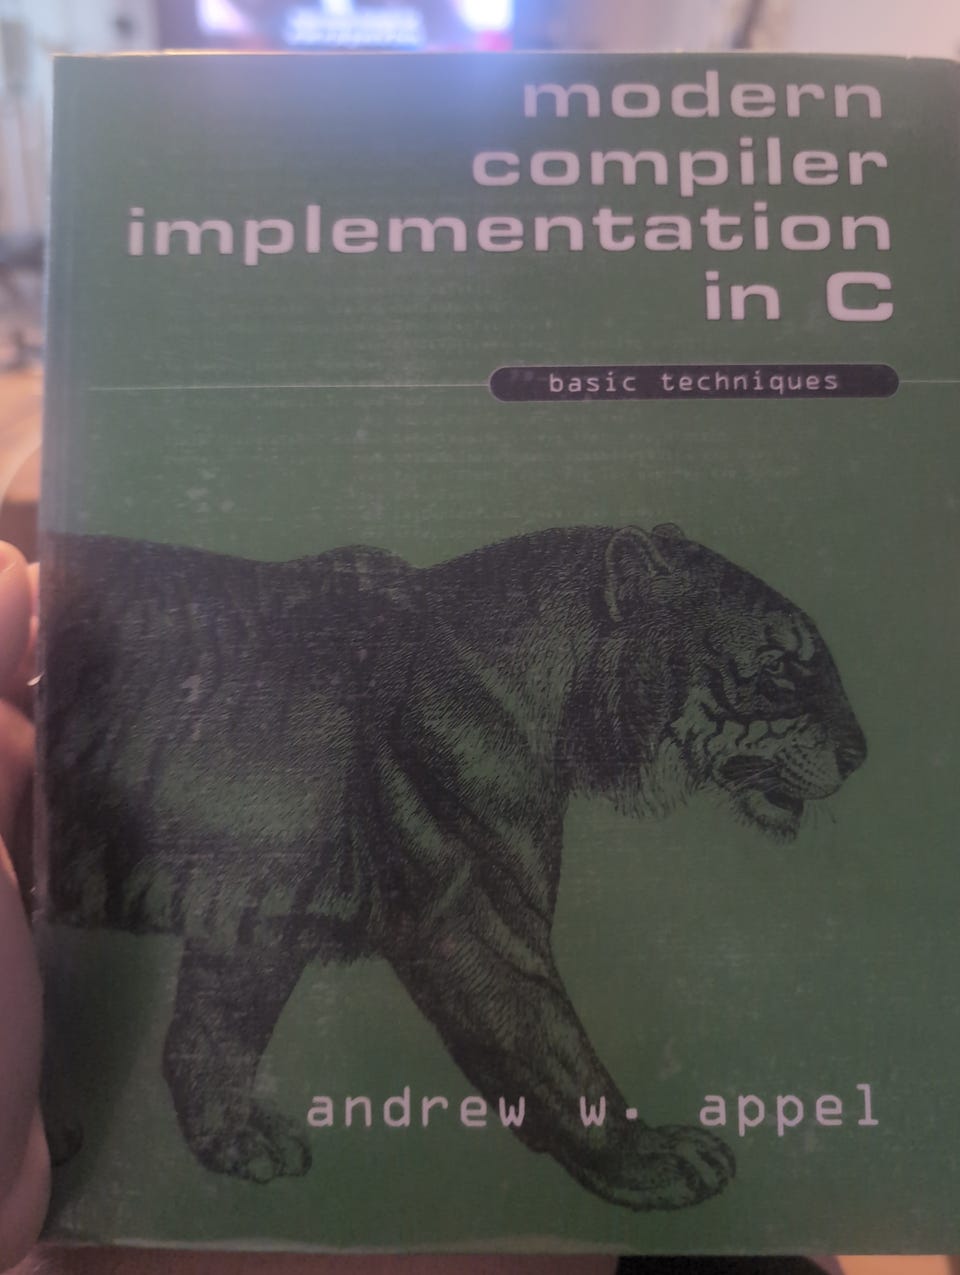 modern
compiler
implementation
in C
basic techniques
andrew w. appel